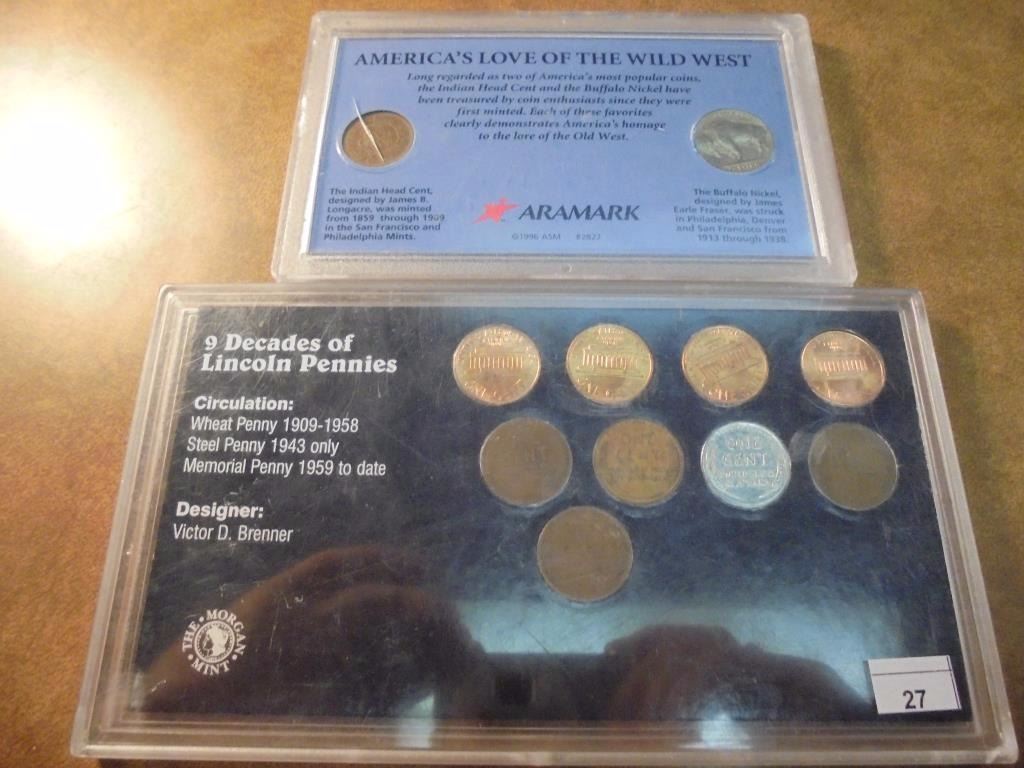 AMERICA'S LOVE OF THE WILD WEST
Long regarded as two of America's most popular coins,
the Indian Head Cent and the Buffalo Nickel have
been treasured by coin enthusiasts since they were
first minted. Each of these favorites
clearly demonstrates America's homage
to the lore of the Old West.
The Indian Head Cent,
designed by James B.
Longacre, was minted
from 1859 through 1909
in the San Francisco and
Philadelphia Mints.
ARAMARK
©1996 ASM #2827
The Buffalo Nickel,
designed by James
Earle Fraser, was struck
in Philadelphia, Denver
and San Francisco from
1913 through 1938.
9 Decades of
Lincoln Pennies
Circulation:
Wheat Penny 1909-1958
Steel Penny 1943 only
Memorial Penny 1959 to date
Designer:
Victor D. Brenner
THE • MORGAN
• MINT •
ONE
CENT
27